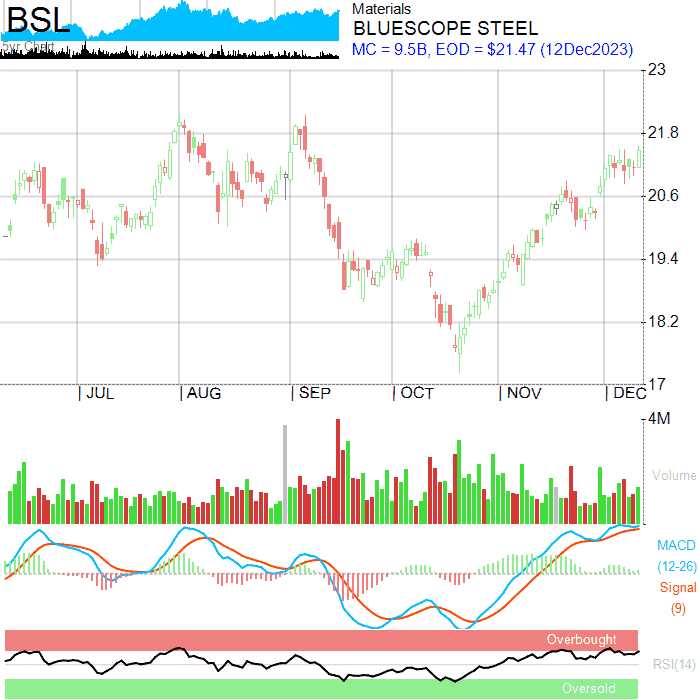 BSL
5yr Chart
Materials
BLUESCOPE STEEL
MC = 9.5B, EOD = $21.47 (12Dec2023)
23
21.8
20.6
19.4
18.2
17
JUL AUG SEP OCT NOV DEC
4M
Volume
MACD
(12-26)
Signal
(9)
Overbought
RSI(14)
Oversold